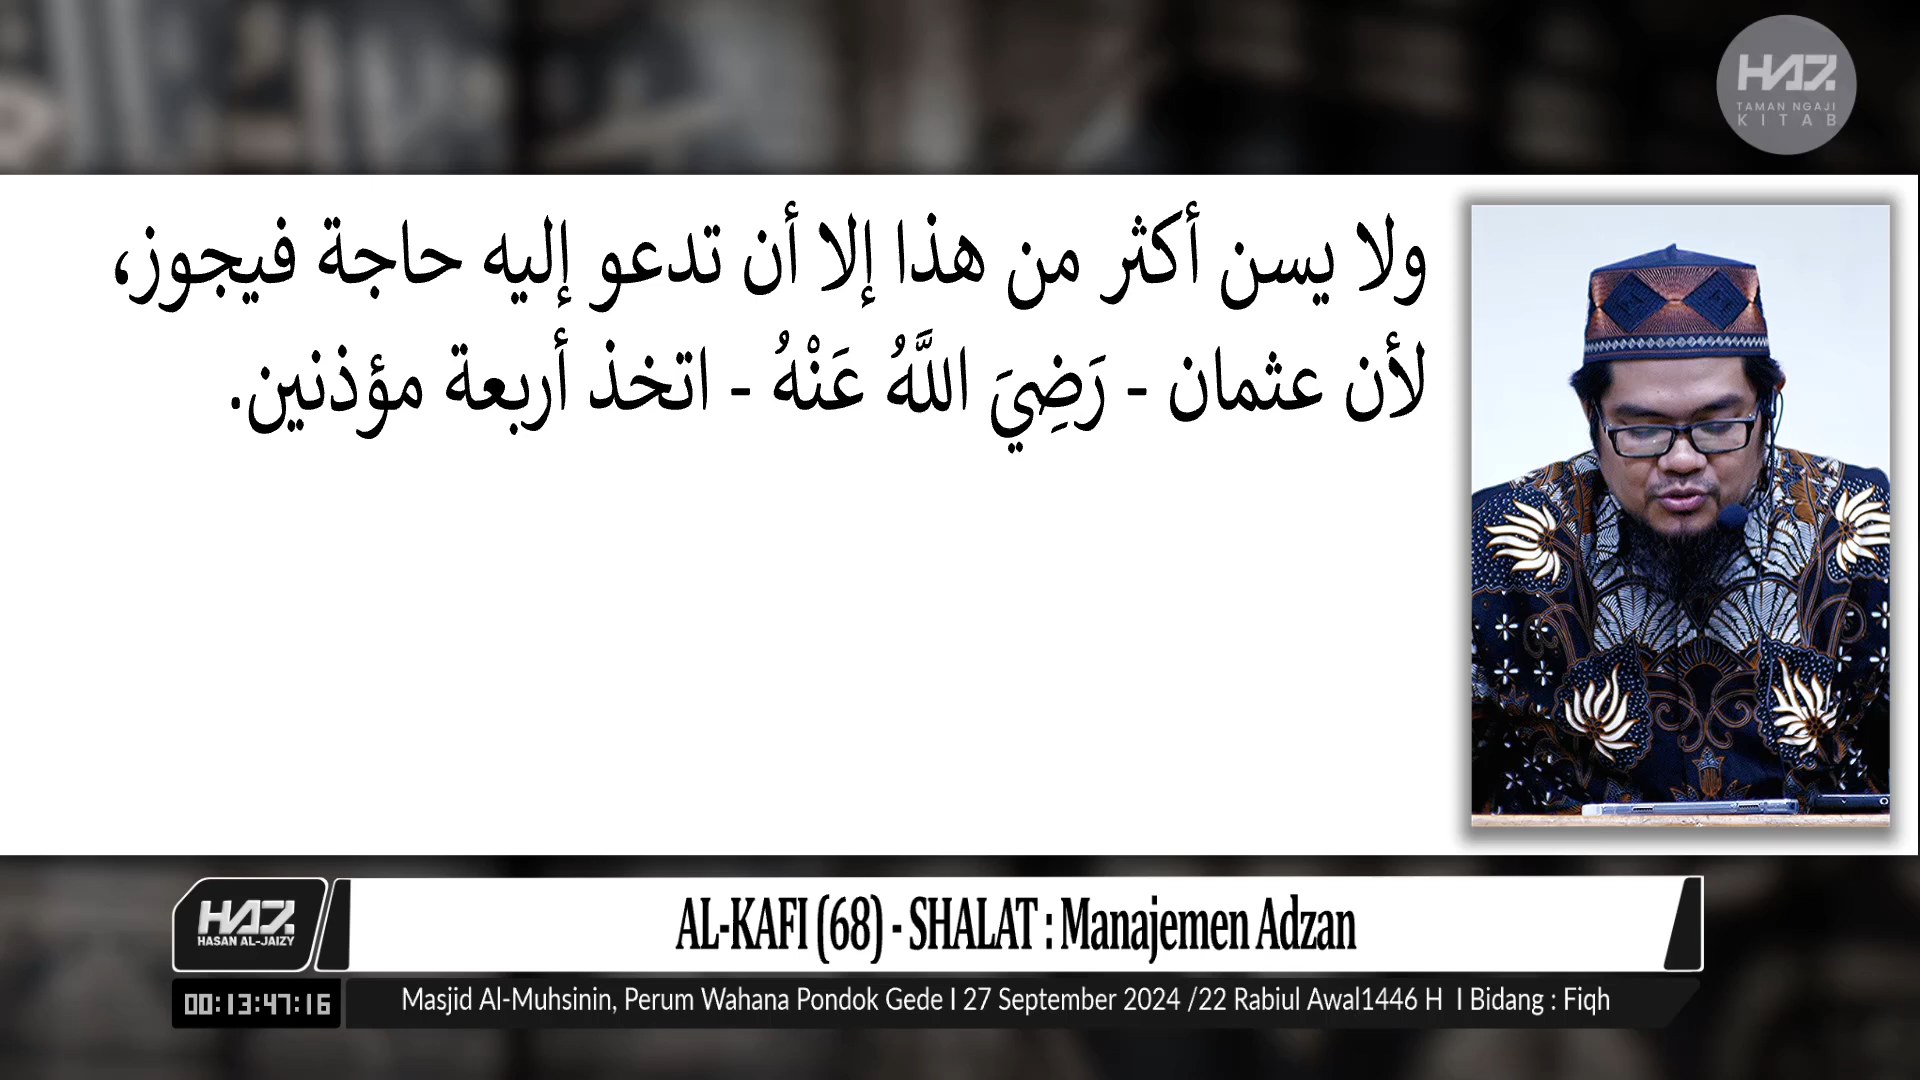 HAZ.
TAMAN NGAJI
KITAB
ولا يسن أكثر من هذا إلا أن تدعو إليه حاجة فيجوز،
لأن عثمان - رَضِيَ اللَّهُ عَنْهُ - اتخذ أربعة مؤذنين.
HAZ.
HASAN AL-JAIZY
AL-KAFI (68) - SHALAT : Manajemen Adzan
00:13:47:16
Masjid Al-Muhsinin, Perum Wahana Pondok Gede I 27 September 2024 /22 Rabiul Awal1446 H I Bidang : Fiqh